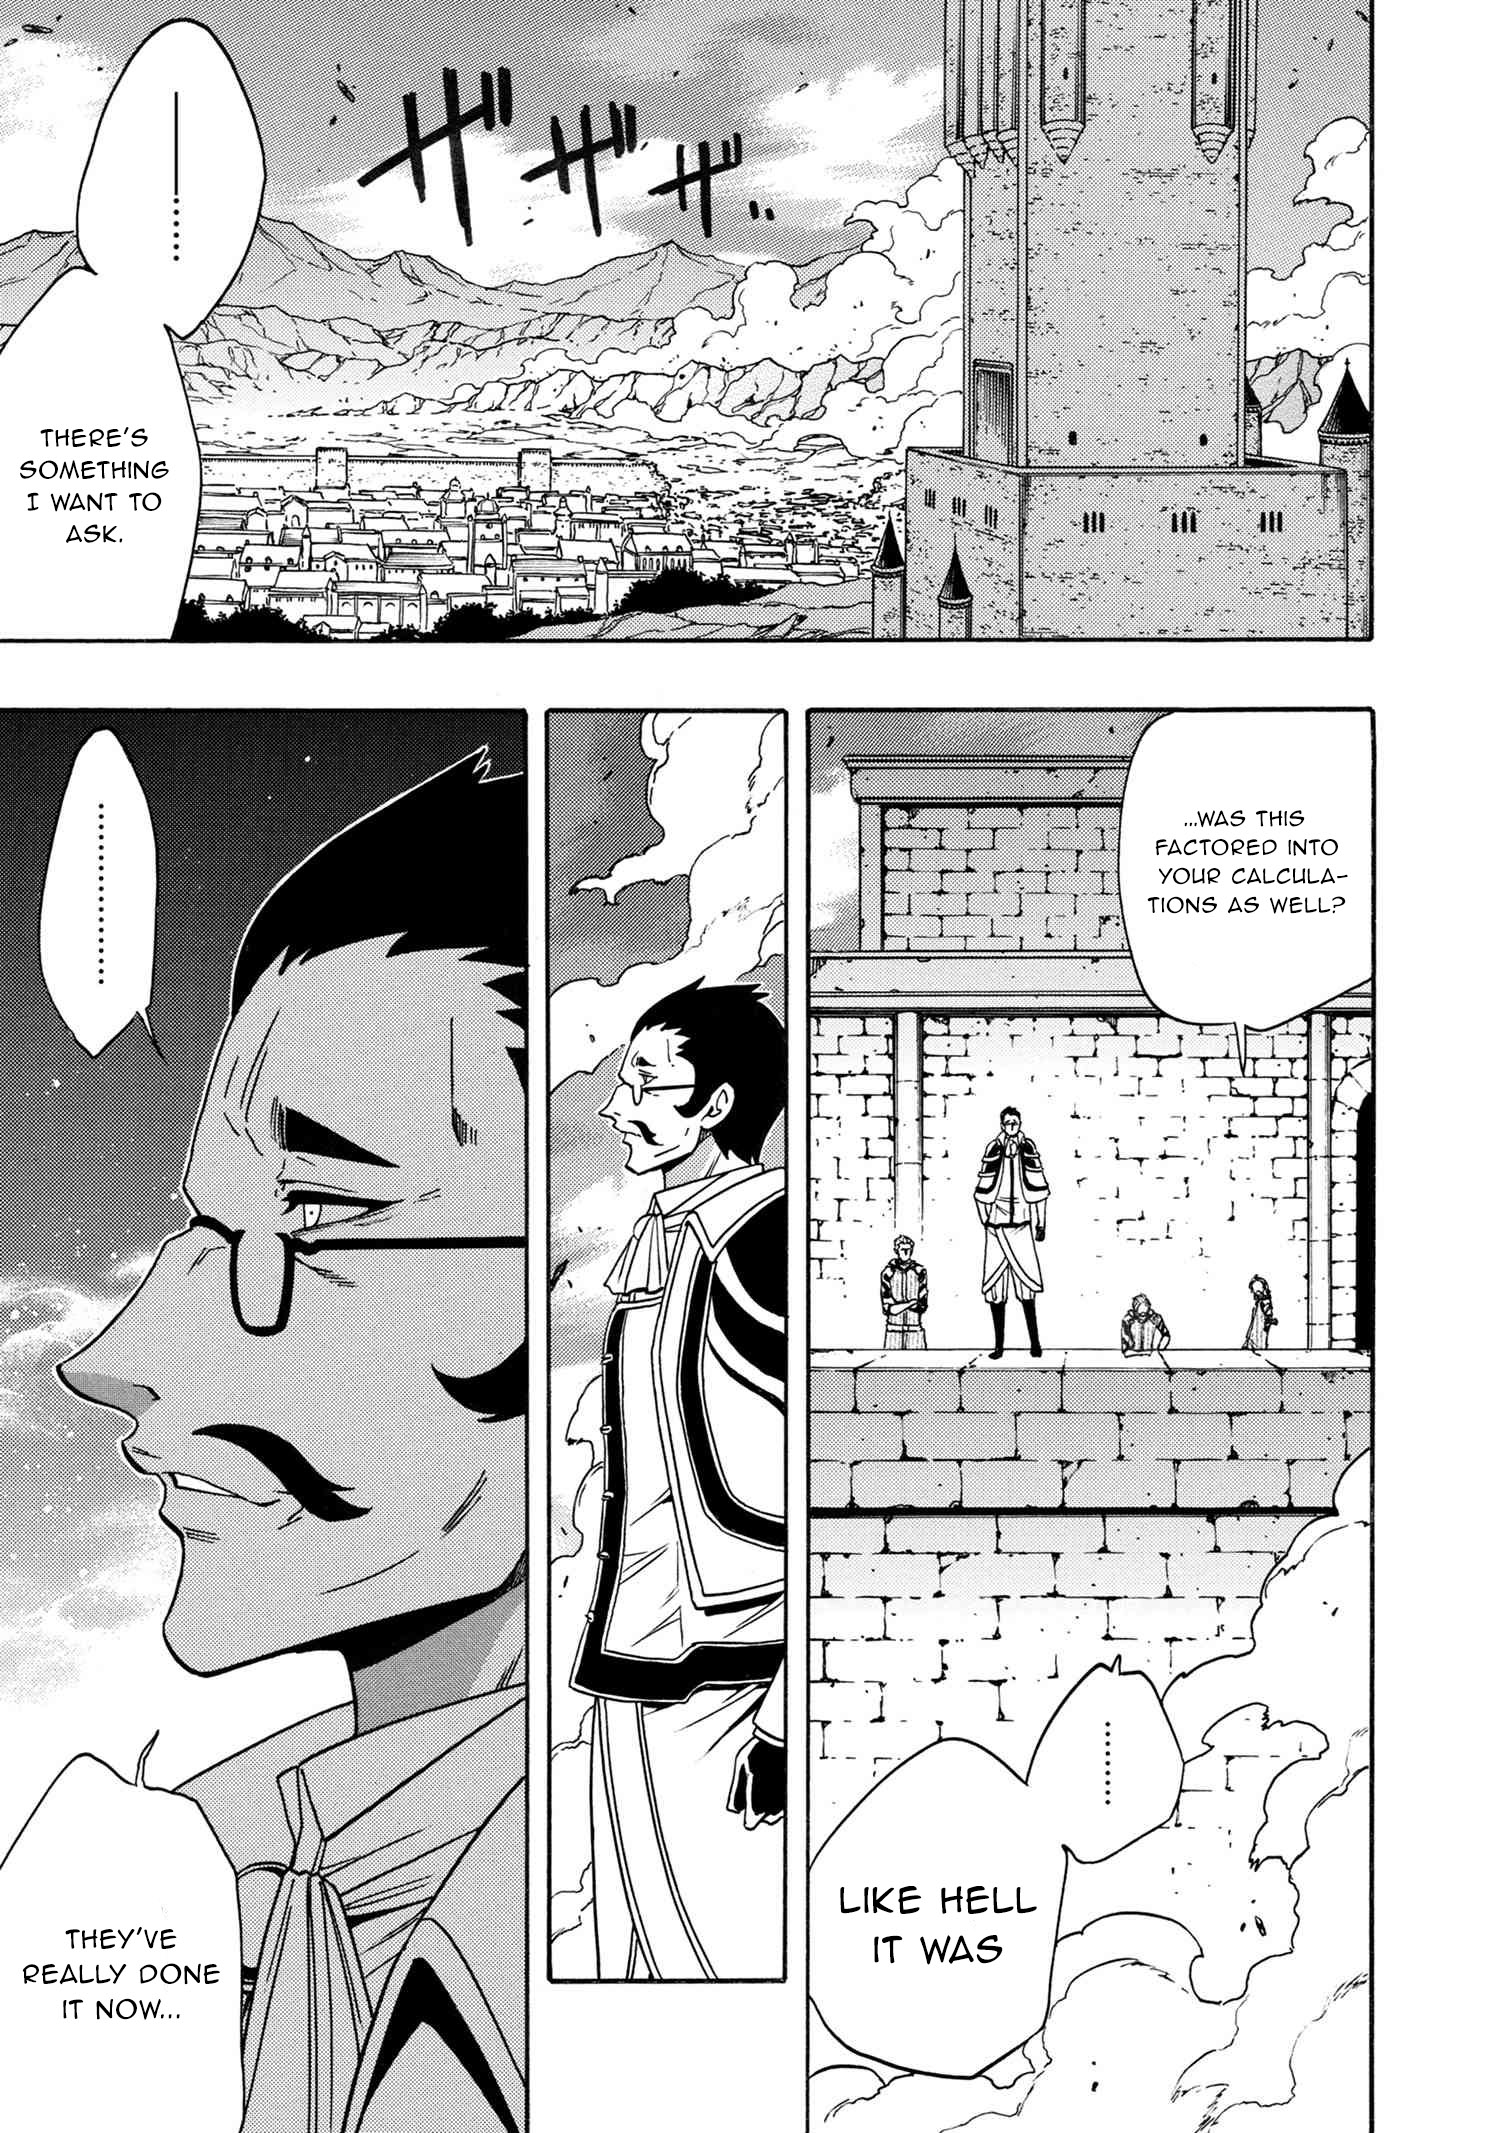 ザザザ‥
―………
THERE'S
SOMETHING
I WANT TO
ASK.
...WAS THIS
FACTORED INTO
YOUR CALCULA-
TIONS AS WELL?
………
LIKE HELL
IT WAS
………………
THEY'VE
REALLY DONE
IT NOW...